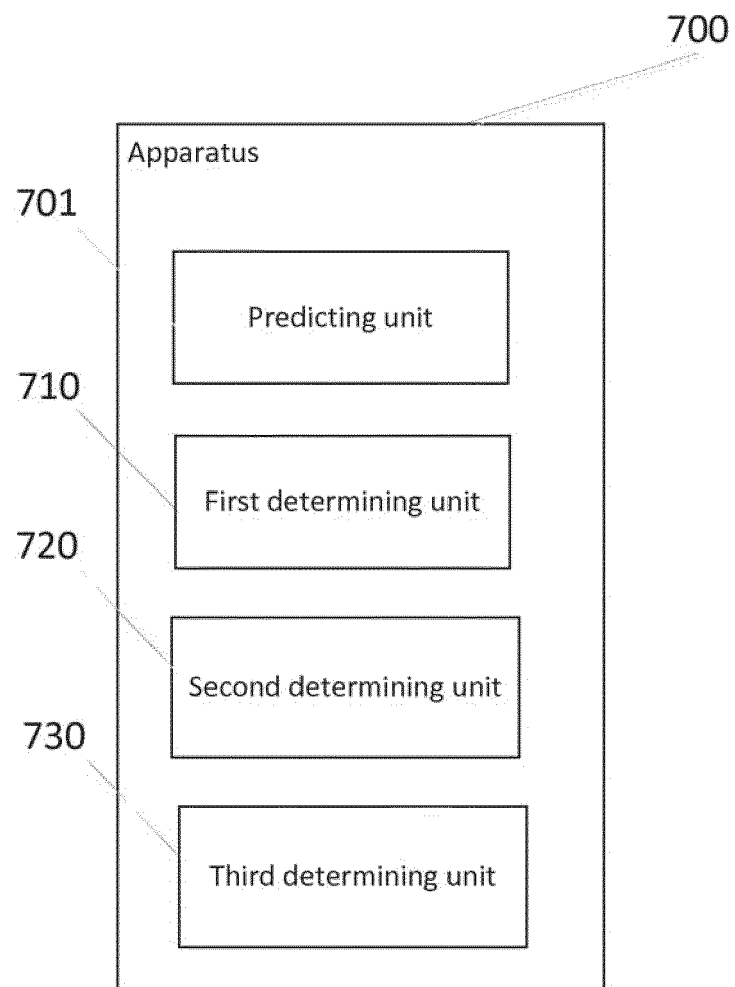 700
Apparatus
701
Predicting unit
710
First determining unit
720
Second determining unit
730
Third determining unit